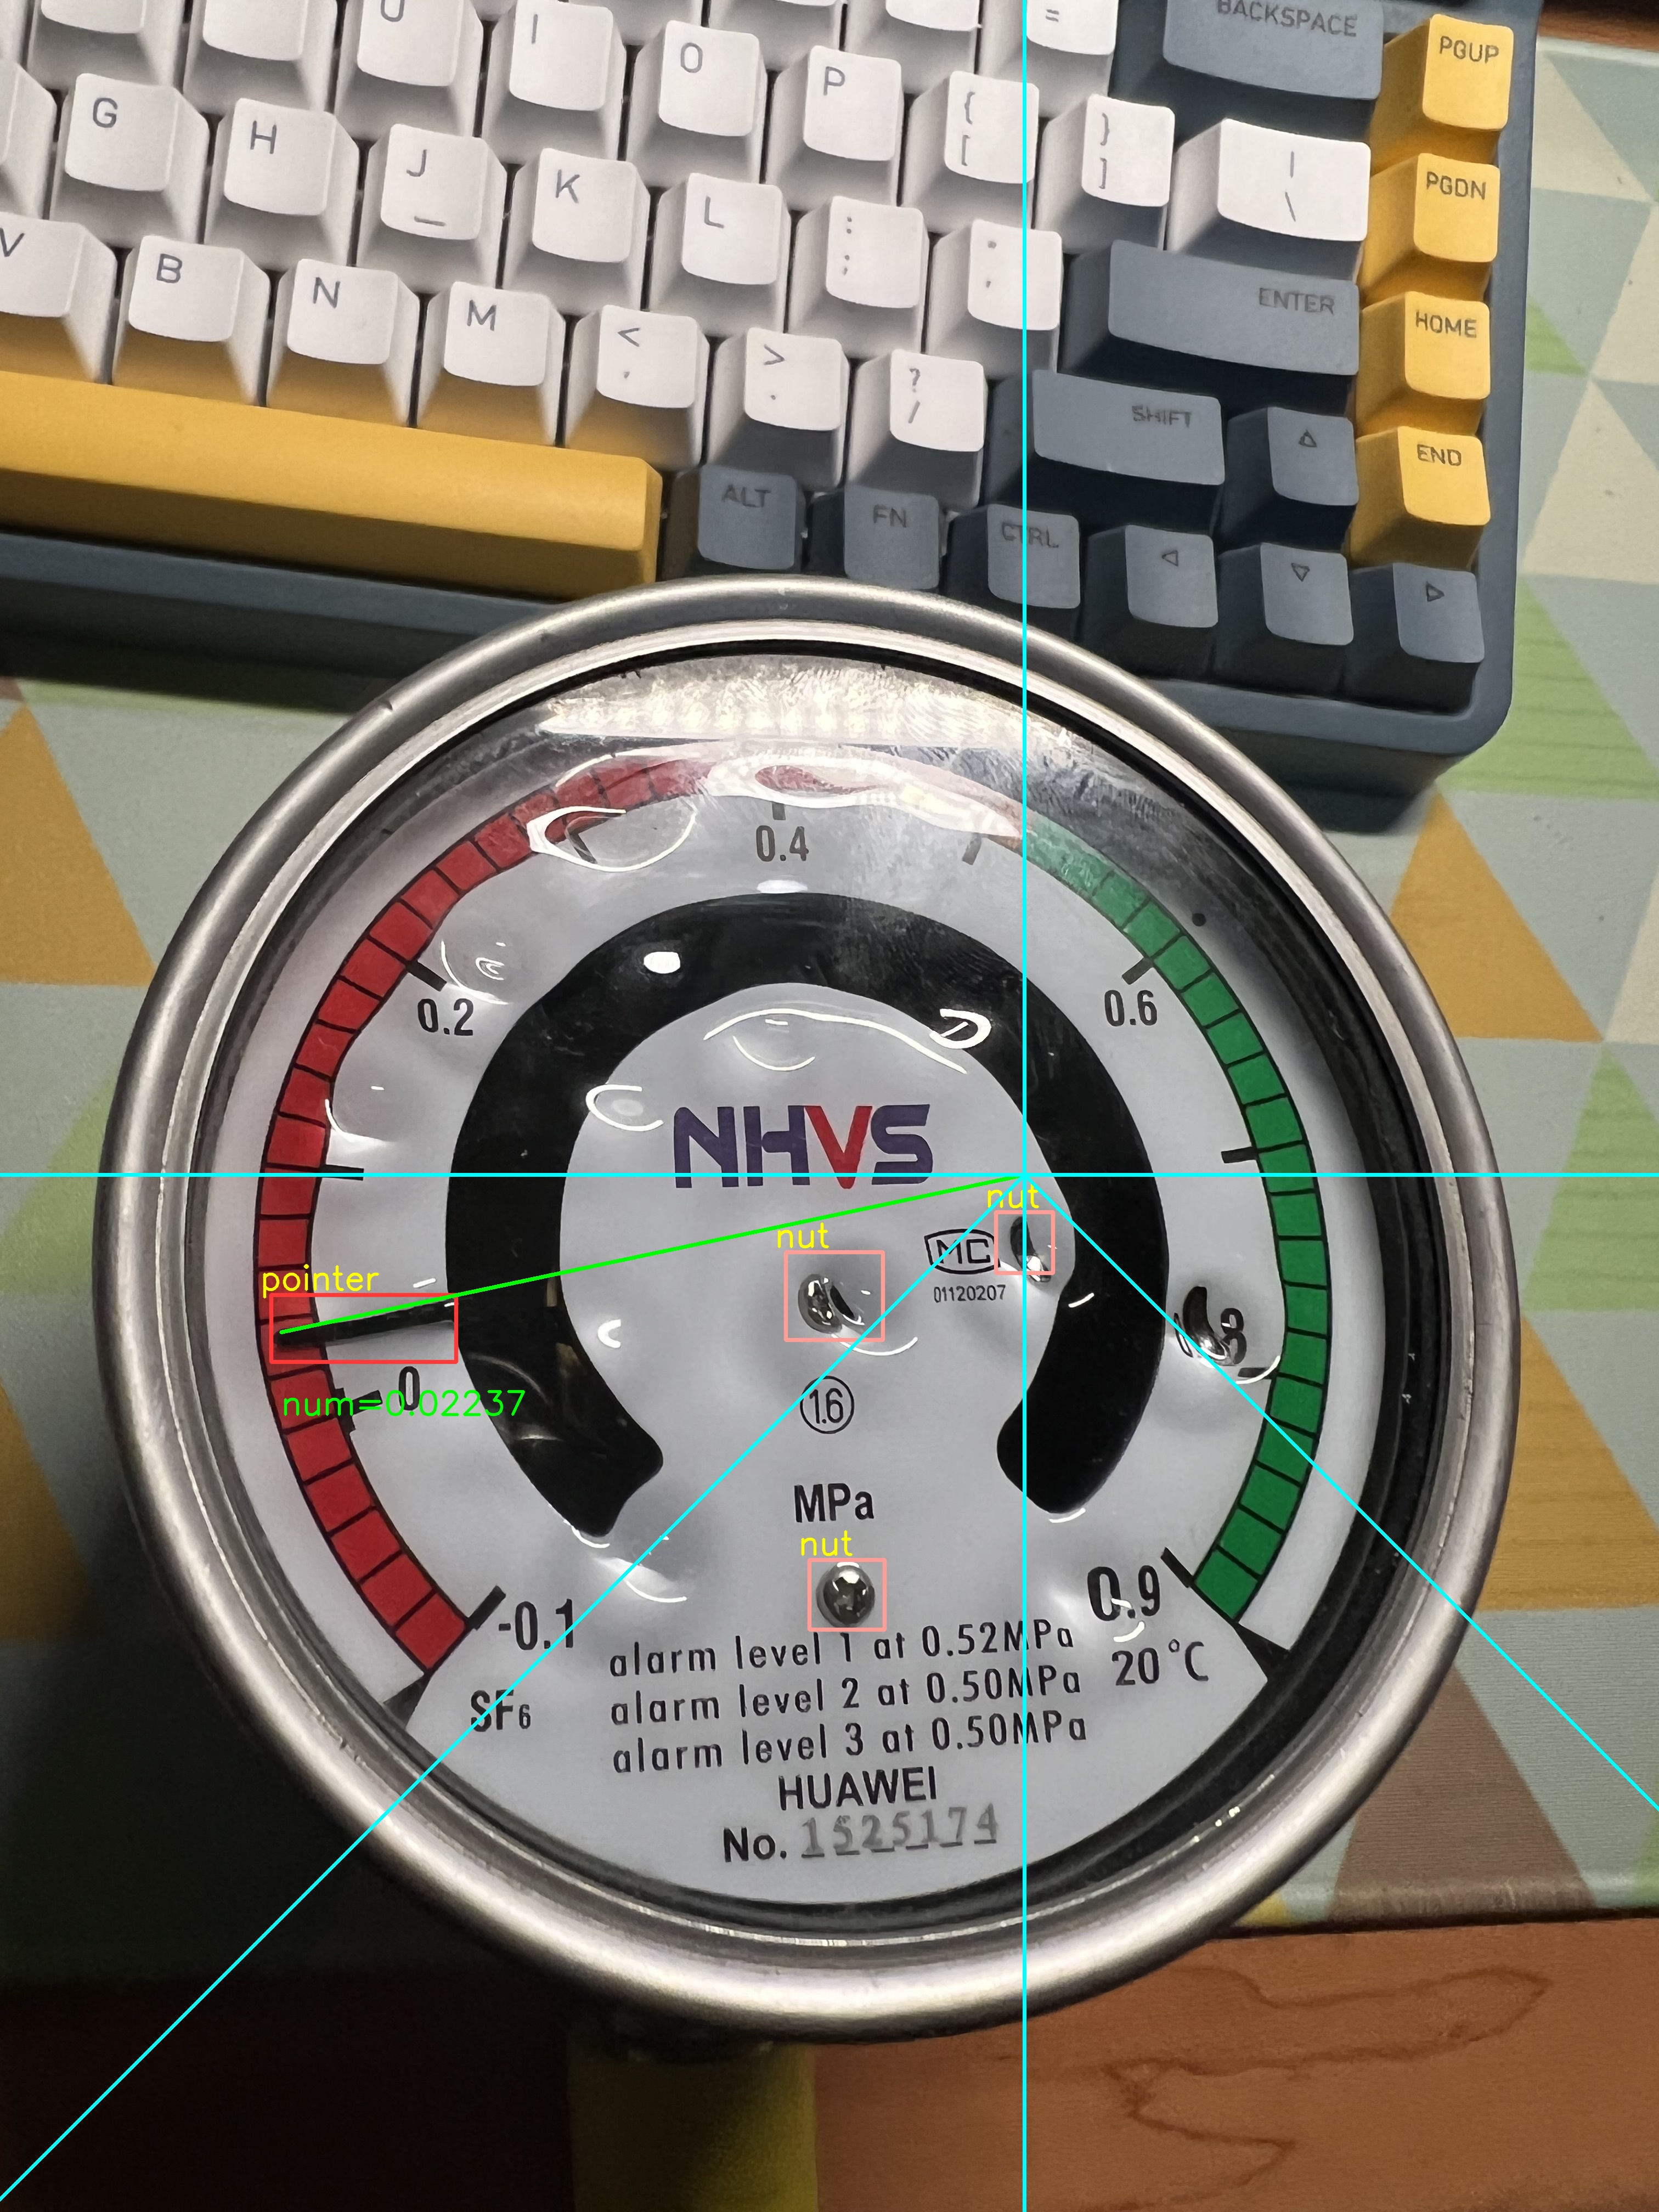 BACKSPACE
=
PGUP
U
I
O
P
{
[
}
]
|
\
PGDN
G
H
J
_
K
L
:
;
"
'
ENTER
HOME
V
B
N
M
<
,
>
.
?
/
SHIFT
END
ALT
FN
CTRL
0.4
0.2
0.6
NHVS
nut
nut
MC
01120207
pointer
0
num=0.02237
1.6
MPa
nut
-0.1
0.9
alarm level 1 at 0.52MPa
20°C
alarm level 2 at 0.50MPa
SF6
alarm level 3 at 0.50MPa
HUAWEI
No. 1525174